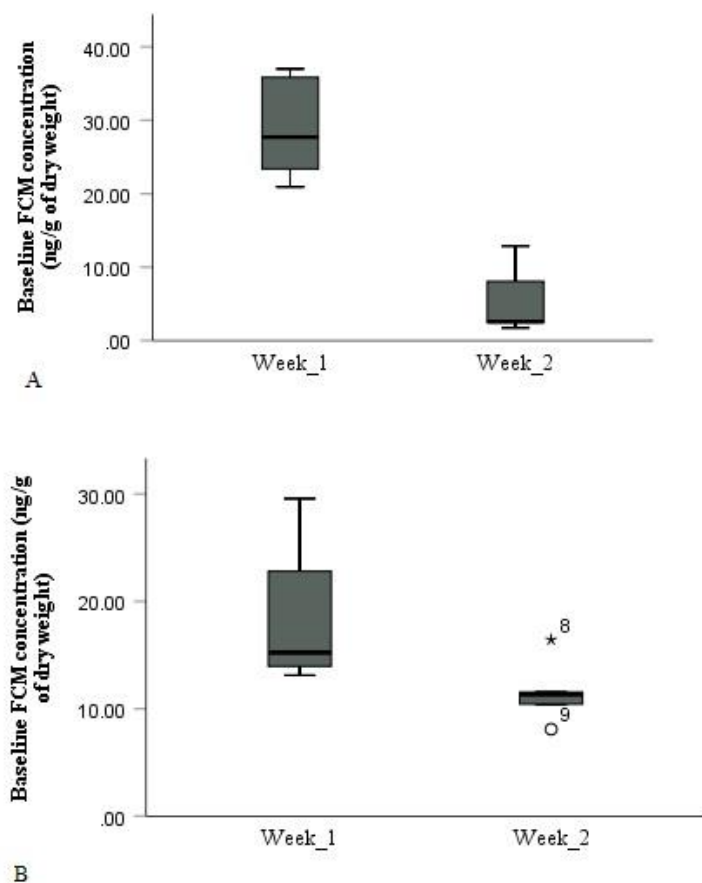 Baseline FCM concentration
(ng/g of dry weight)
40.00
30.00
20.00
10.00
.00
Week_1
Week_2
A
Baseline FCM concentration (ng/g
of dry weight)
30.00
20.00
10.00
.00
8
9
Week_1
Week_2
B